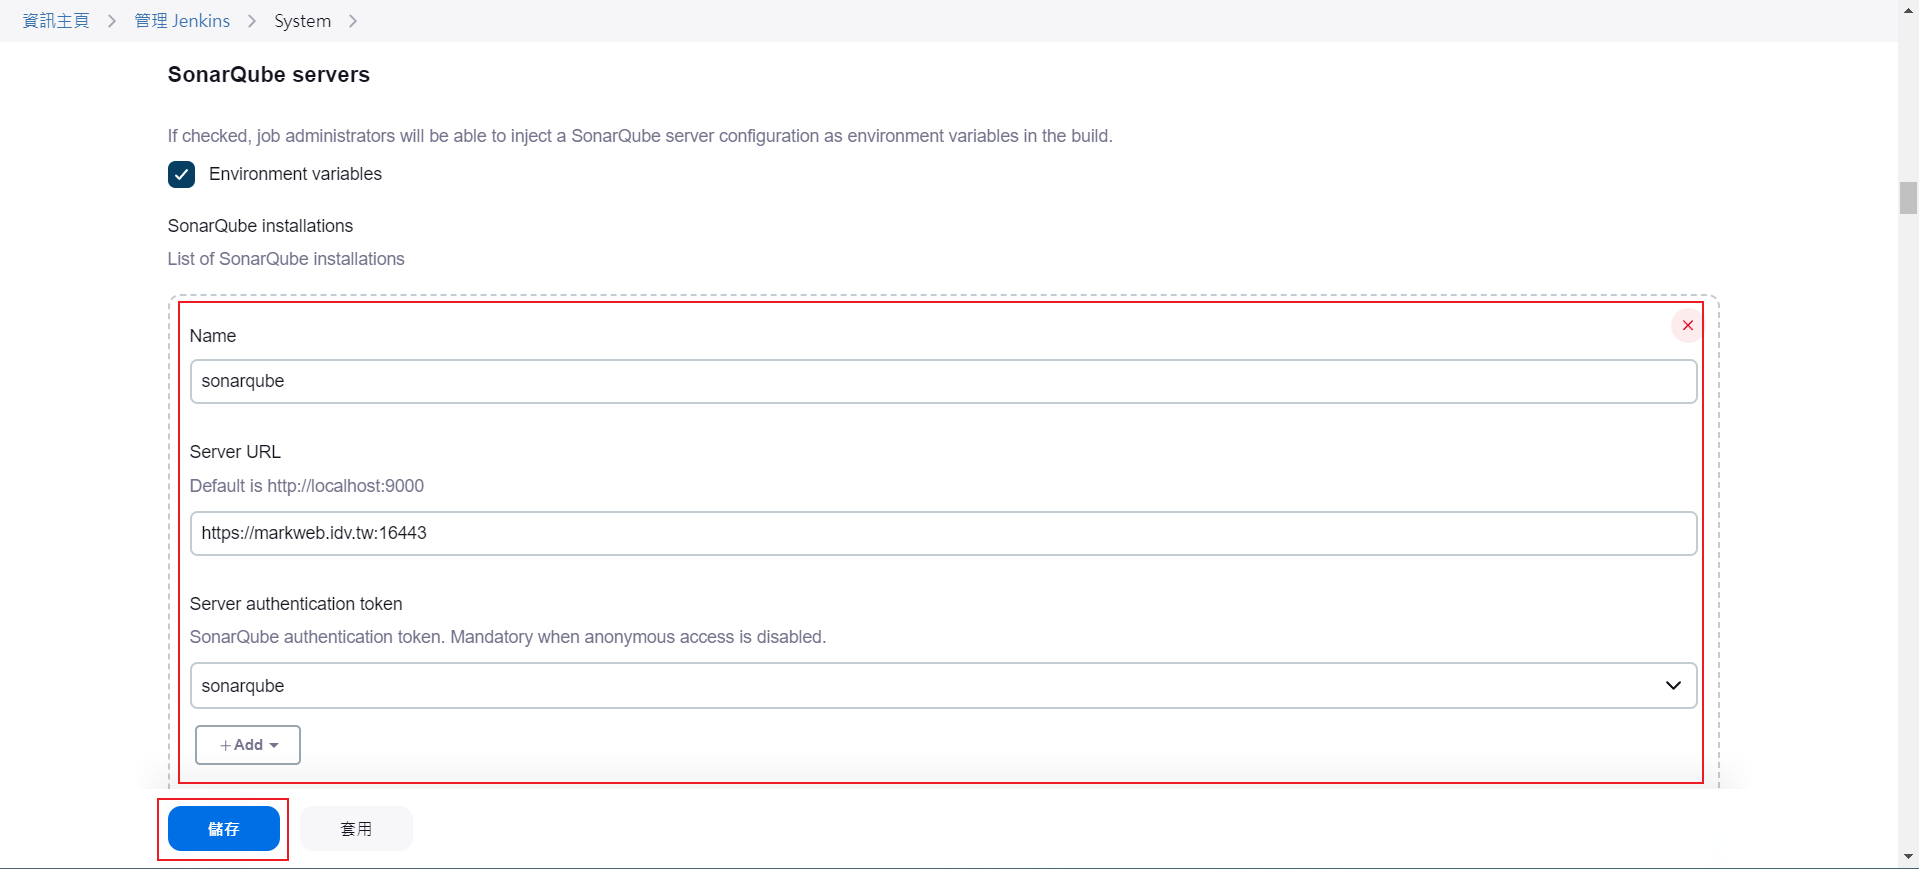 資訊主頁 > 管理 Jenkins > System >
SonarQube servers
If checked, job administrators will be able to inject a SonarQube server configuration as environment variables in the build.
Environment variables
SonarQube installations
List of SonarQube installations
Name
sonarqube
Server URL
Default is http://localhost:9000
https://markweb.idv.tw:16443
Server authentication token
SonarQube authentication token. Mandatory when anonymous access is disabled.
sonarqube
+ Add
儲存 套用